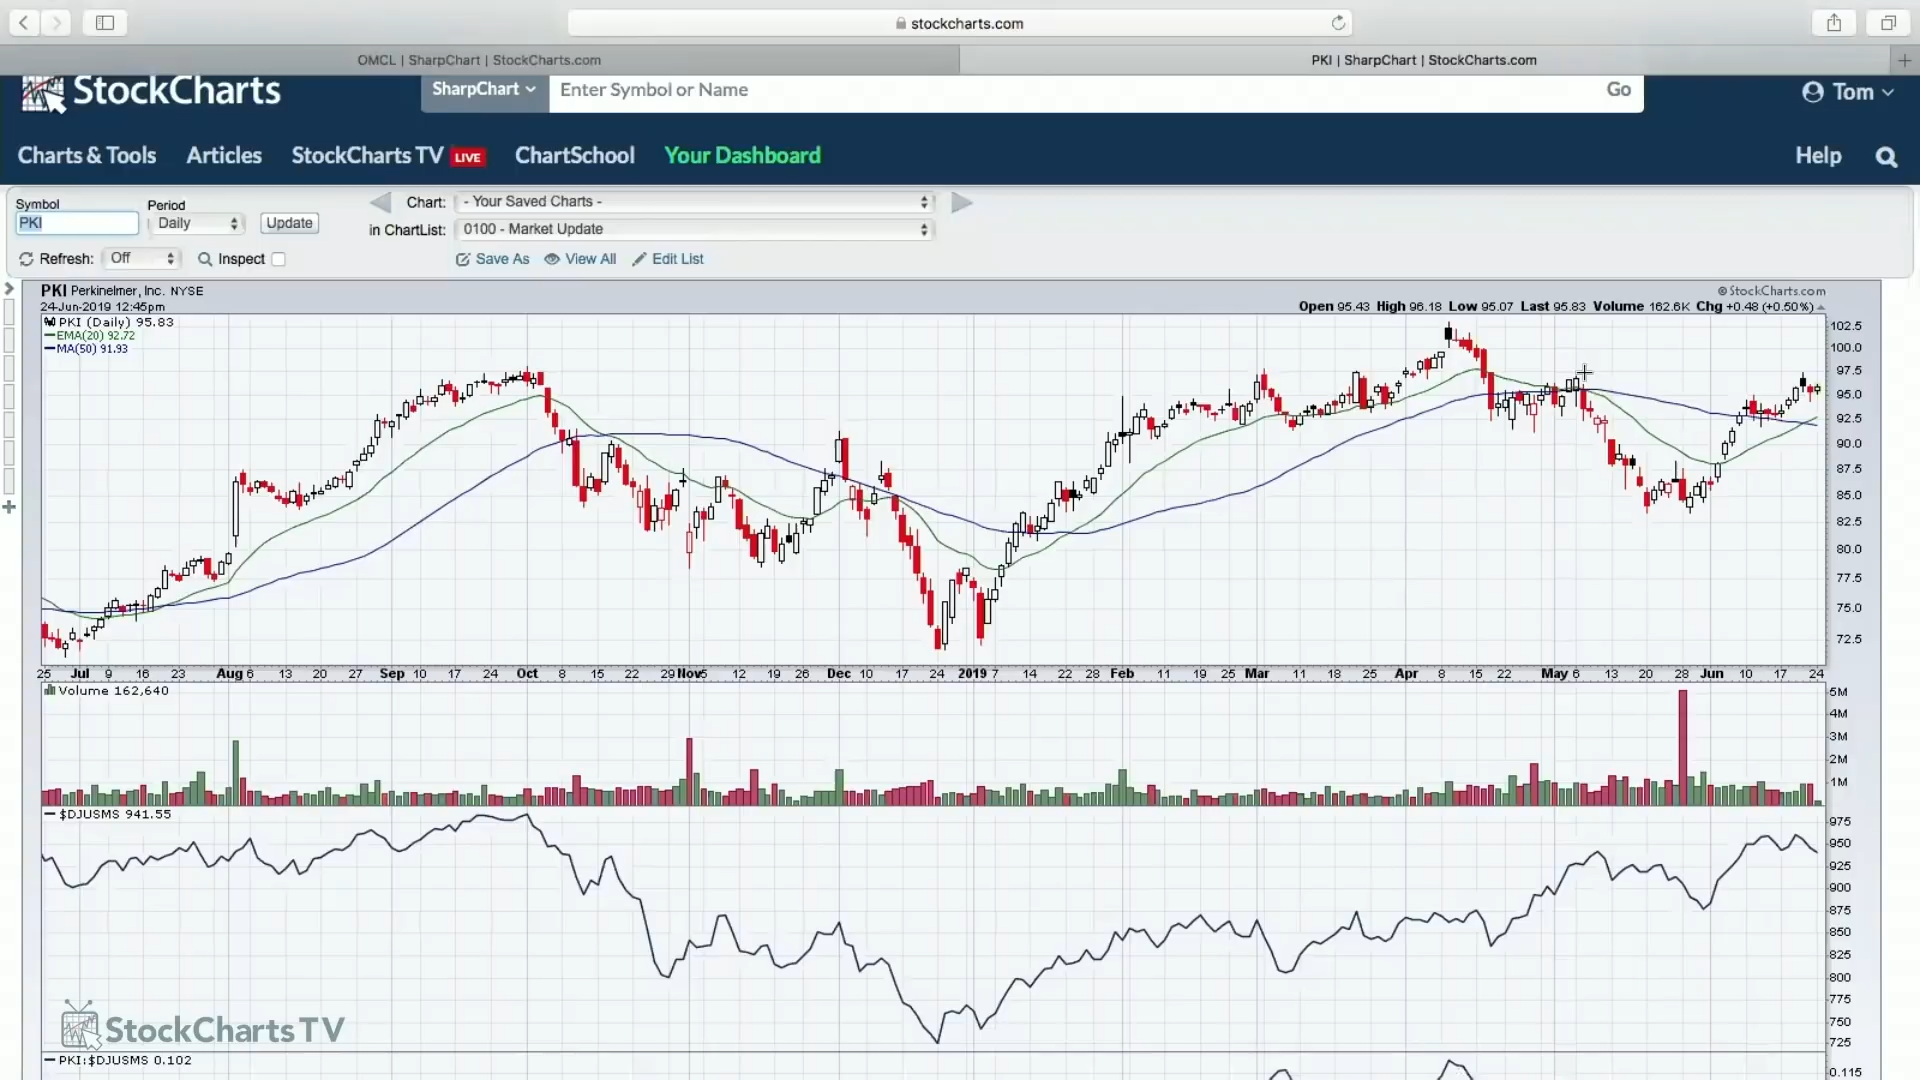 stockcharts.com
OMCL | SharpChart | StockCharts.com
PKI | SharpChart | StockCharts.com
StockCharts
SharpChart
Enter Symbol or Name
Go
Tom
Charts & Tools
Articles
StockCharts TV LIVE
ChartSchool
Your Dashboard
Help
Symbol
Period
Chart: - Your Saved Charts -
PKI
Daily
Update
in ChartList: 0100 - Market Update
Refresh: Off
Inspect
Save As
View All
Edit List
PKI Perkinelmer, Inc. NYSE
© StockCharts.com
24-Jun-2019 12:45pm
Open 95.43 High 96.18 Low 95.07 Last 95.83 Volume 162.6K Chg +0.48 (+0.50%)
PKI (Daily) 95.83
EMA(20) 92.72
MA(50) 91.93
102.5
100.0
97.5
95.0
92.5
90.0
87.5
85.0
82.5
80.0
77.5
75.0
72.5
25 Jul 9 16 23 Aug 6 13 20 27 Sep 10 17 24 Oct 8 15 22 29 Nov 5 12 19 26 Dec 10 17 24 2019 7 14 22 28 Feb 11 19 25 Mar 11 18 25 Apr 8 15 22 May 6 13 20 28 Jun 10 17 24
Volume 162,640
5M
4M
3M
2M
1M
$DJUSMS 941.55
975
950
925
900
875
850
825
800
775
750
725
StockCharts TV
PKI:$DJUSMS 0.102
0.115